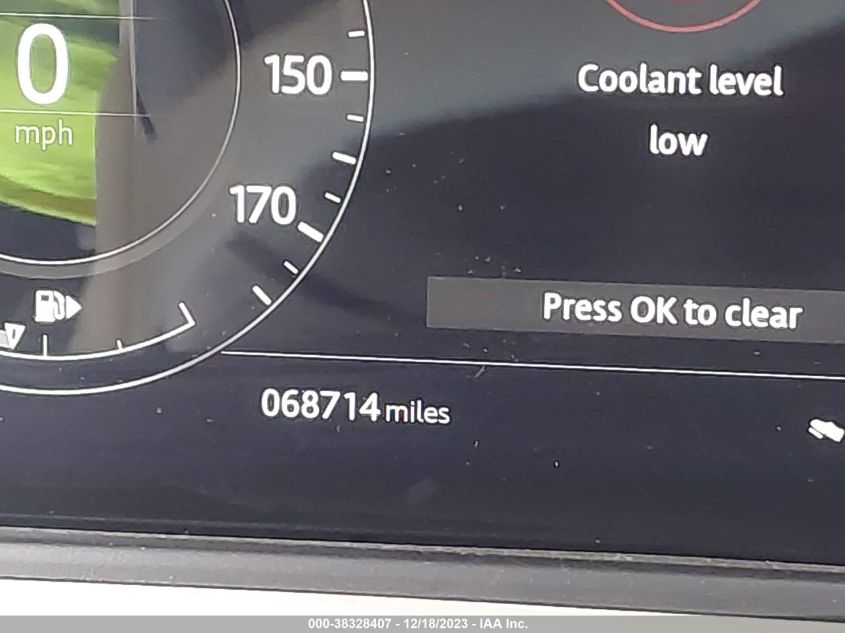 0
mph
150
170
Coolant level
low
Press OK to clear
068714 miles
000-38328407 - 12/18/2023 - IAA Inc.